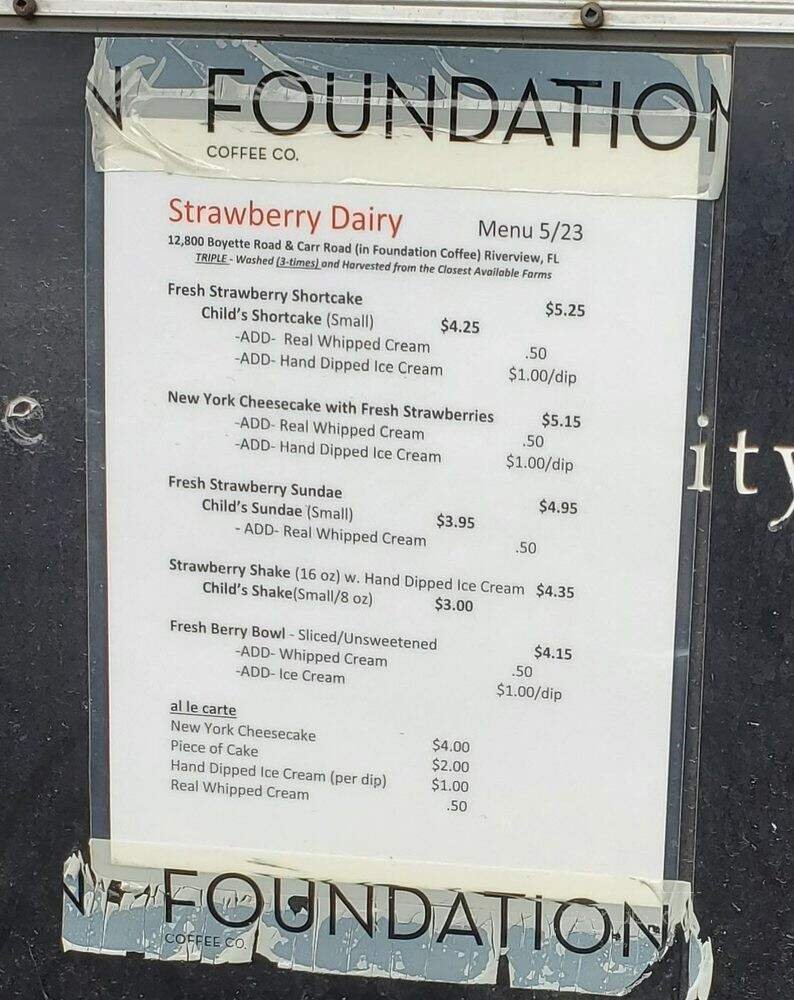 N FOUNDATION
COFFEE CO.
Strawberry Dairy Menu 5/23
12,800 Boyette Road & Carr Road (in Foundation Coffee) Riverview, FL
TRIPLE - Washed (3-times) and Harvested from the Closest Available Farms
Fresh Strawberry Shortcake $5.25
Child's Shortcake (Small) $4.25
-ADD- Real Whipped Cream .50
-ADD- Hand Dipped Ice Cream $1.00/dip
New York Cheesecake with Fresh Strawberries $5.15
-ADD- Real Whipped Cream .50
-ADD- Hand Dipped Ice Cream $1.00/dip
Fresh Strawberry Sundae $4.95
Child's Sundae (Small) $3.95
- ADD- Real Whipped Cream .50
Strawberry Shake (16 oz) w. Hand Dipped Ice Cream $4.35
Child's Shake(Small/8 oz) $3.00
Fresh Berry Bowl - Sliced/Unsweetened $4.15
-ADD- Whipped Cream .50
-ADD- Ice Cream $1.00/dip
al le carte
New York Cheesecake $4.00
Piece of Cake $2.00
Hand Dipped Ice Cream (per dip) $1.00
Real Whipped Cream .50
N FOUNDATION
COFFEE CO.
e
ity